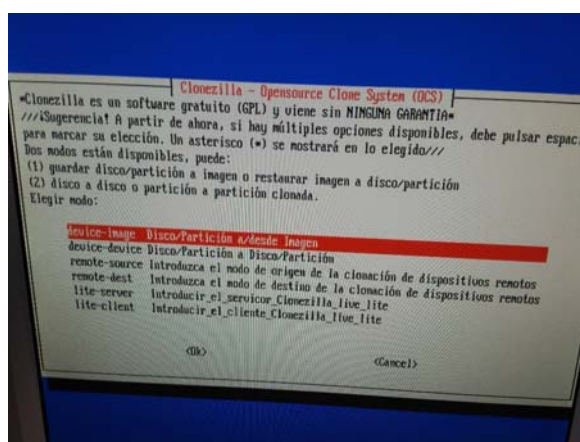 Clonezilla - Opensource Clone System (OCS)
*Clonezilla es un software gratuito (GPL) y viene sin NINGUNA GARANTIA*
///¡Sugerencia! A partir de ahora, si hay múltiples opciones disponibles, debe pulsar espac
para marcar su elección. Un asterisco (*) se mostrará en lo elegido///
Dos modos están disponibles, puede:
(1) guardar disco/partición a imagen o restaurar imagen a disco/partición
(2) disco a disco o partición a partición clonada.
Elegir modo:
device-image Disco/Partición a/desde Imagen
device-device Disco/Partición a Disco/Partición
remote-source Introduzca el modo de origen de la clonación de dispositivos remotos
remote-dest Introduzca el modo de destino de la clonación de dispositivos remotos
lite-server Introducir_el_servicor_Clonezilla_live_lite
lite-client Introducir_el_cliente_Clonezilla_live_lite
<Ok> <Cancel>